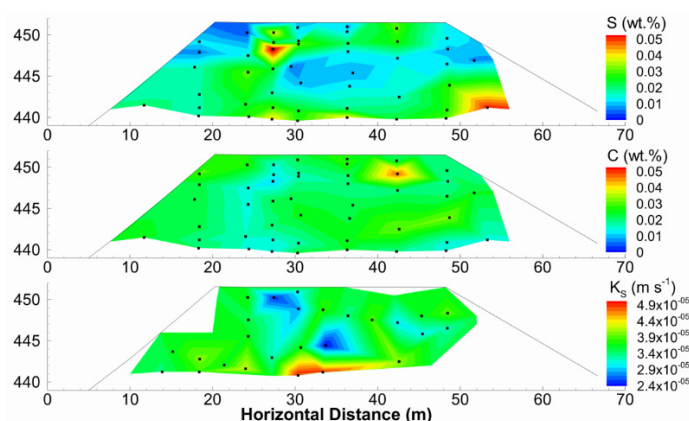 S (wt.%)
450
445
440
0.05
0.04
0.03
0.02
0.01
0
0 10 20 30 40 50 60 70
C (wt.%)
450
445
440
0.05
0.04
0.03
0.02
0.01
0
0 10 20 30 40 50 60 70
Kₛ (m s⁻¹)
450
445
440
4.9x10⁻⁰⁵
4.4x10⁻⁰⁵
3.9x10⁻⁰⁵
3.4x10⁻⁰⁵
2.9x10⁻⁰⁵
2.4x10⁻⁰⁵
0 10 20 30 40 50 60 70
Horizontal Distance (m)